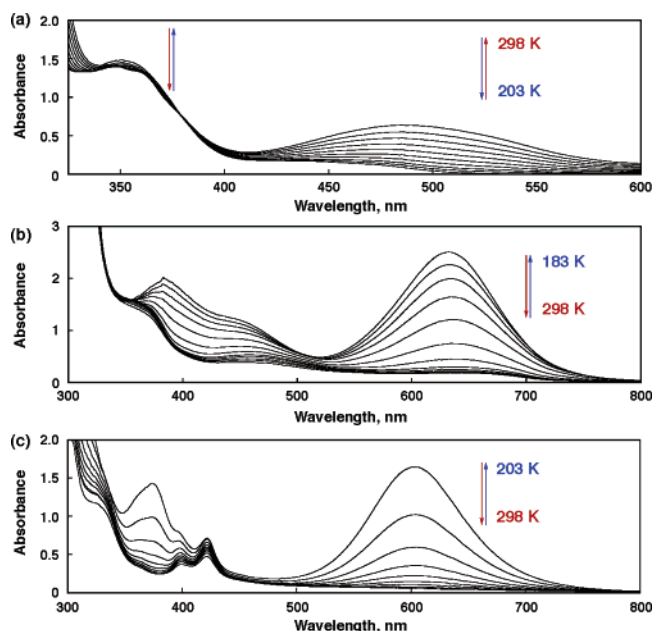 (a)
2.0
1.5
1.0
0.5
0
Absorbance
298 K
203 K
350 400 450 500 550 600
Wavelength, nm
(b)
3
2
1
0
Absorbance
183 K
298 K
300 400 500 600 700 800
Wavelength, nm
(c)
2.0
1.5
1.0
0.5
0
Absorbance
203 K
298 K
300 400 500 600 700 800
Wavelength, nm